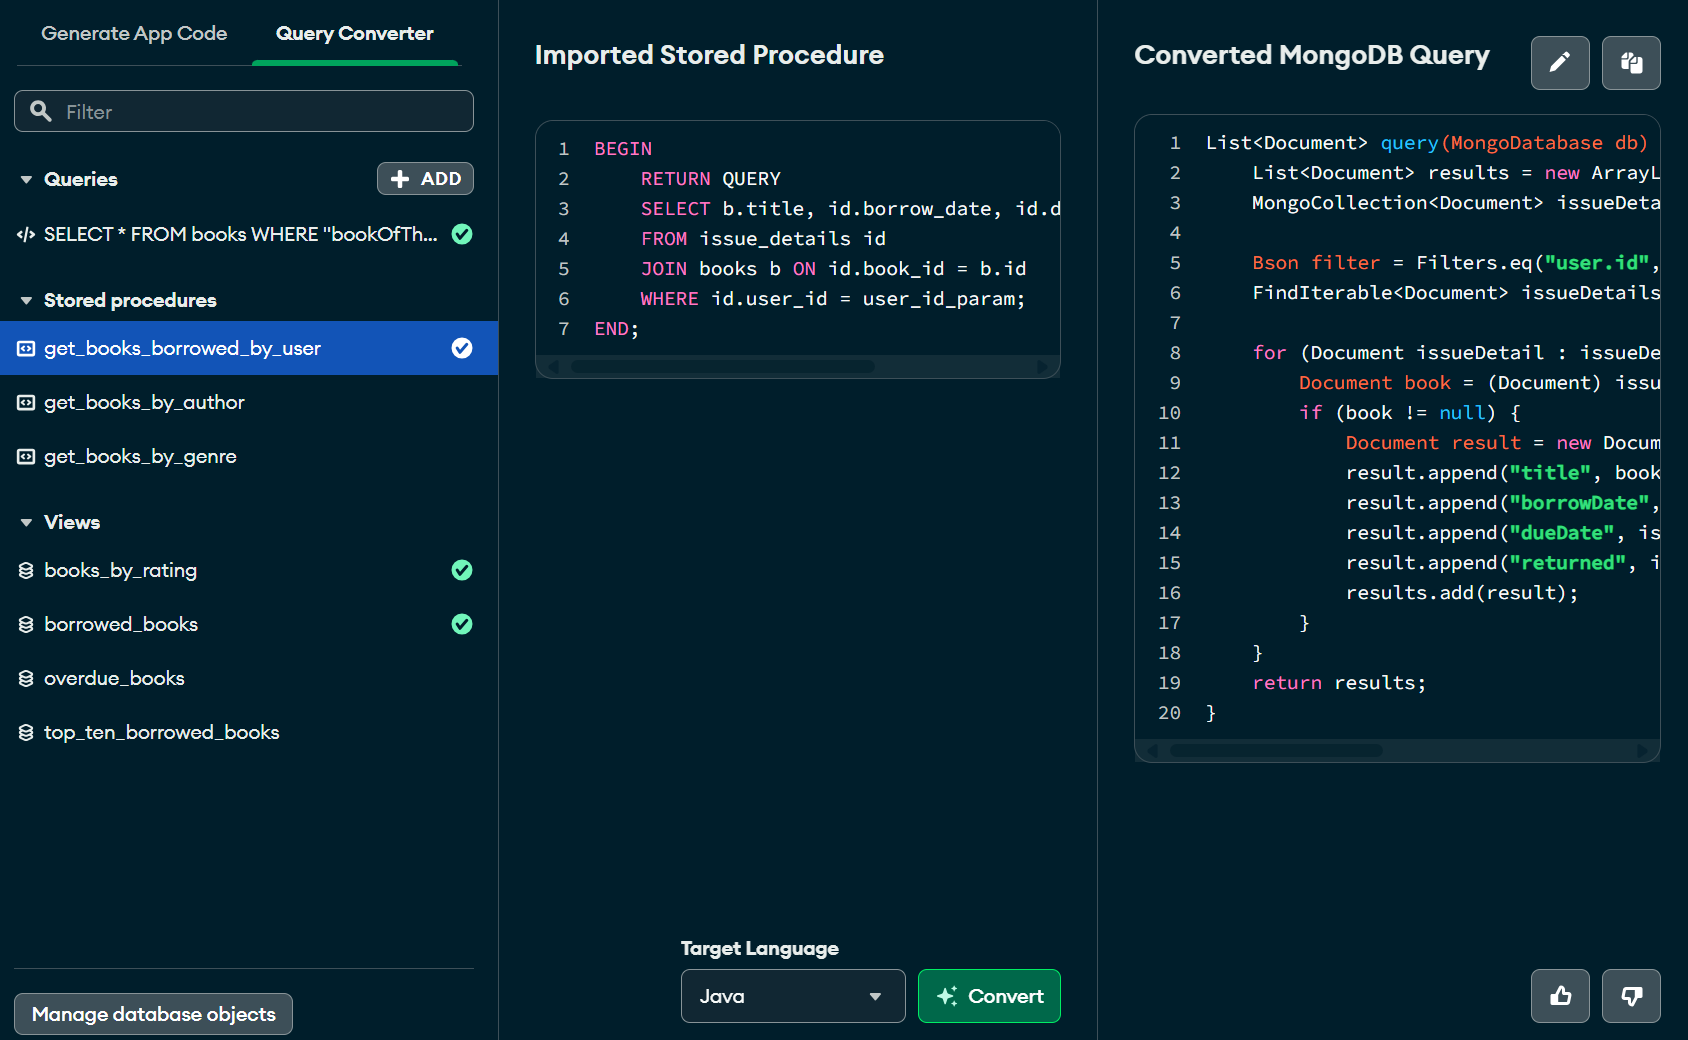 Generate App Code
Query Converter
Filter
Queries
ADD
SELECT * FROM books WHERE "bookOfTh...
Stored procedures
get_books_borrowed_by_user
get_books_by_author
get_books_by_genre
Views
books_by_rating
borrowed_books
overdue_books
top_ten_borrowed_books
Manage database objects
Imported Stored Procedure
1 BEGIN
2 RETURN QUERY
3 SELECT b.title, id.borrow_date, id.d
4 FROM issue_details id
5 JOIN books b ON id.book_id = b.id
6 WHERE id.user_id = user_id_param;
7 END;
Target Language
Java
Convert
Converted MongoDB Query
1 List<Document> query(MongoDatabase db)
2 List<Document> results = new ArrayL
3 MongoCollection<Document> issueDeta
4
5 Bson filter = Filters.eq("user.id",
6 FindIterable<Document> issueDetails
7
8 for (Document issueDetail : issueDe
9 Document book = (Document) issu
10 if (book != null) {
11 Document result = new Docum
12 result.append("title", book
13 result.append("borrowDate",
14 result.append("dueDate", is
15 result.append("returned", i
16 results.add(result);
17 }
18 }
19 return results;
20 }